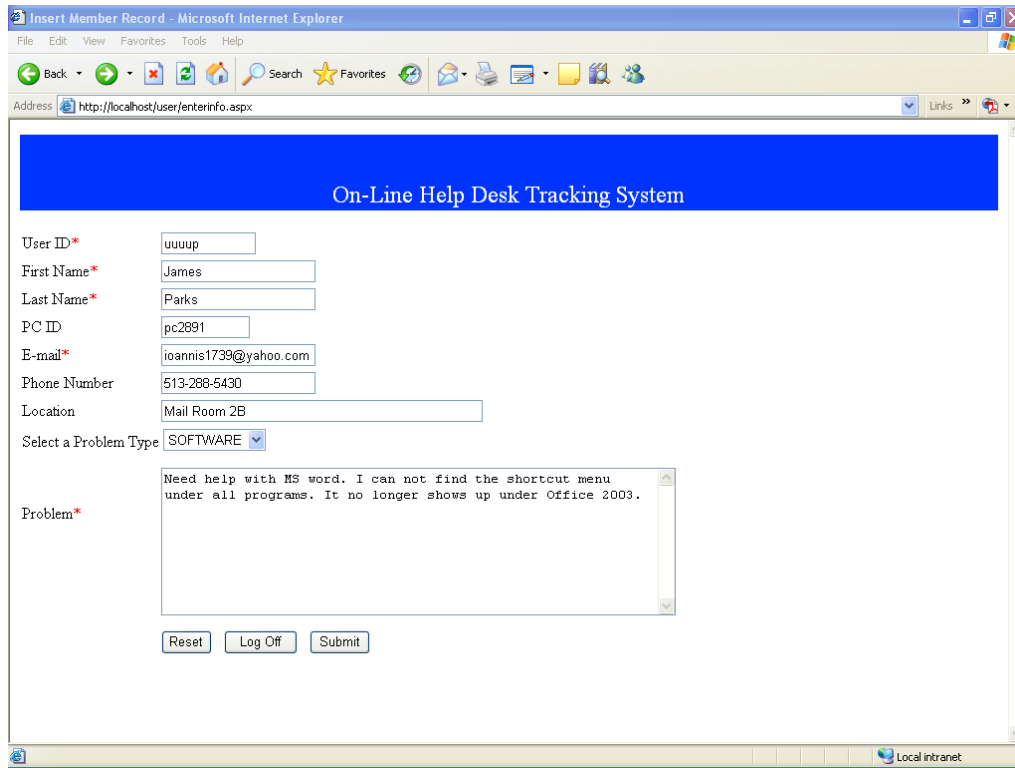 Insert Member Record - Microsoft Internet Explorer
File Edit View Favorites Tools Help
Back Search Favorites
Address http://localhost/user/enterinfo.aspx Links »
On-Line Help Desk Tracking System
User ID* uuuup
First Name* James
Last Name* Parks
PC ID pc2891
E-mail* ioannis1739@yahoo.com
Phone Number 513-288-5430
Location Mail Room 2B
Select a Problem Type SOFTWARE
Need help with MS word. I can not find the shortcut menu
under all programs. It no longer shows up under Office 2003.
Problem*
Reset Log Off Submit
Local intranet